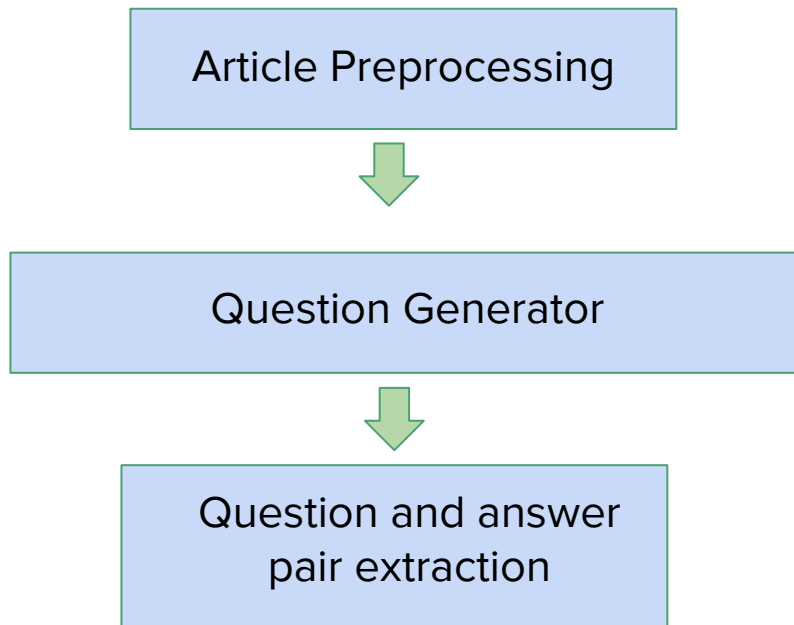 Article Preprocessing
Question Generator
Question and answer
pair extraction